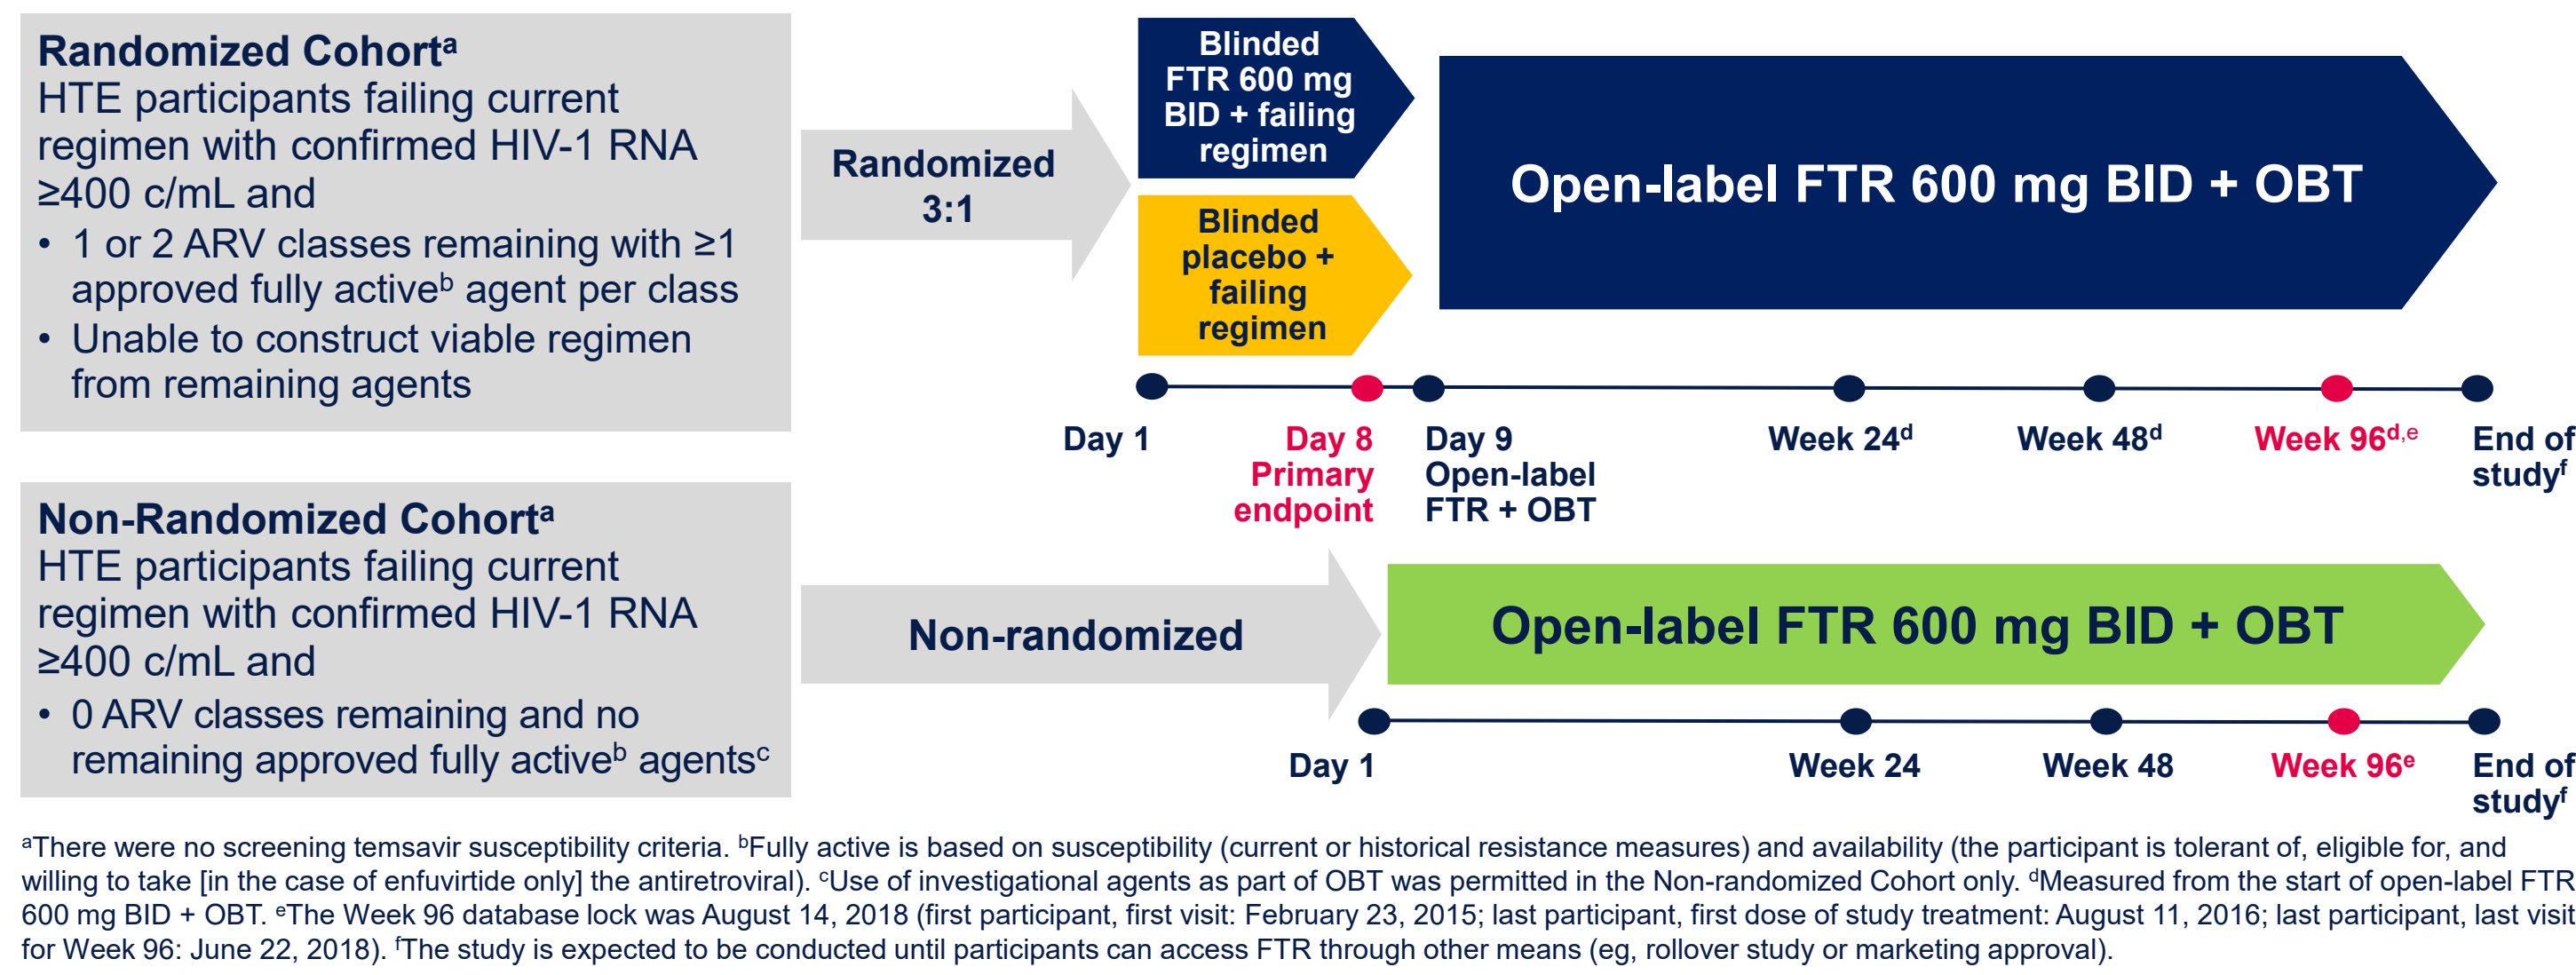 Randomized Cohortᵃ
HTE participants failing current
regimen with confirmed HIV-1 RNA
≥400 c/mL and
• 1 or 2 ARV classes remaining with ≥1
approved fully activeᵇ agent per class
• Unable to construct viable regimen
from remaining agents
Randomized
3:1
Blinded
FTR 600 mg
BID + failing
regimen
Blinded
placebo +
failing
regimen
Open-label FTR 600 mg BID + OBT
Day 1
Day 8
Primary
endpoint
Day 9
Open-label
FTR + OBT
Week 24ᵈ
Week 48ᵈ
Week 96ᵈ,ᵉ
End of
studyᶠ
Non-Randomized Cohortᵃ
HTE participants failing current
regimen with confirmed HIV-1 RNA
≥400 c/mL and
• 0 ARV classes remaining and no
remaining approved fully activeᵇ agentsᶜ
Non-randomized
Open-label FTR 600 mg BID + OBT
Day 1
Week 24
Week 48
Week 96ᵉ
End of
studyᶠ
ᵃThere were no screening temsavir susceptibility criteria. ᵇFully active is based on susceptibility (current or historical resistance measures) and availability (the participant is tolerant of, eligible for, and
willing to take [in the case of enfuvirtide only] the antiretroviral). ᶜUse of investigational agents as part of OBT was permitted in the Non-randomized Cohort only. ᵈMeasured from the start of open-label FTR
600 mg BID + OBT. ᵉThe Week 96 database lock was August 14, 2018 (first participant, first visit: February 23, 2015; last participant, first dose of study treatment: August 11, 2016; last participant, last visit
for Week 96: June 22, 2018). ᶠThe study is expected to be conducted until participants can access FTR through other means (eg, rollover study or marketing approval).